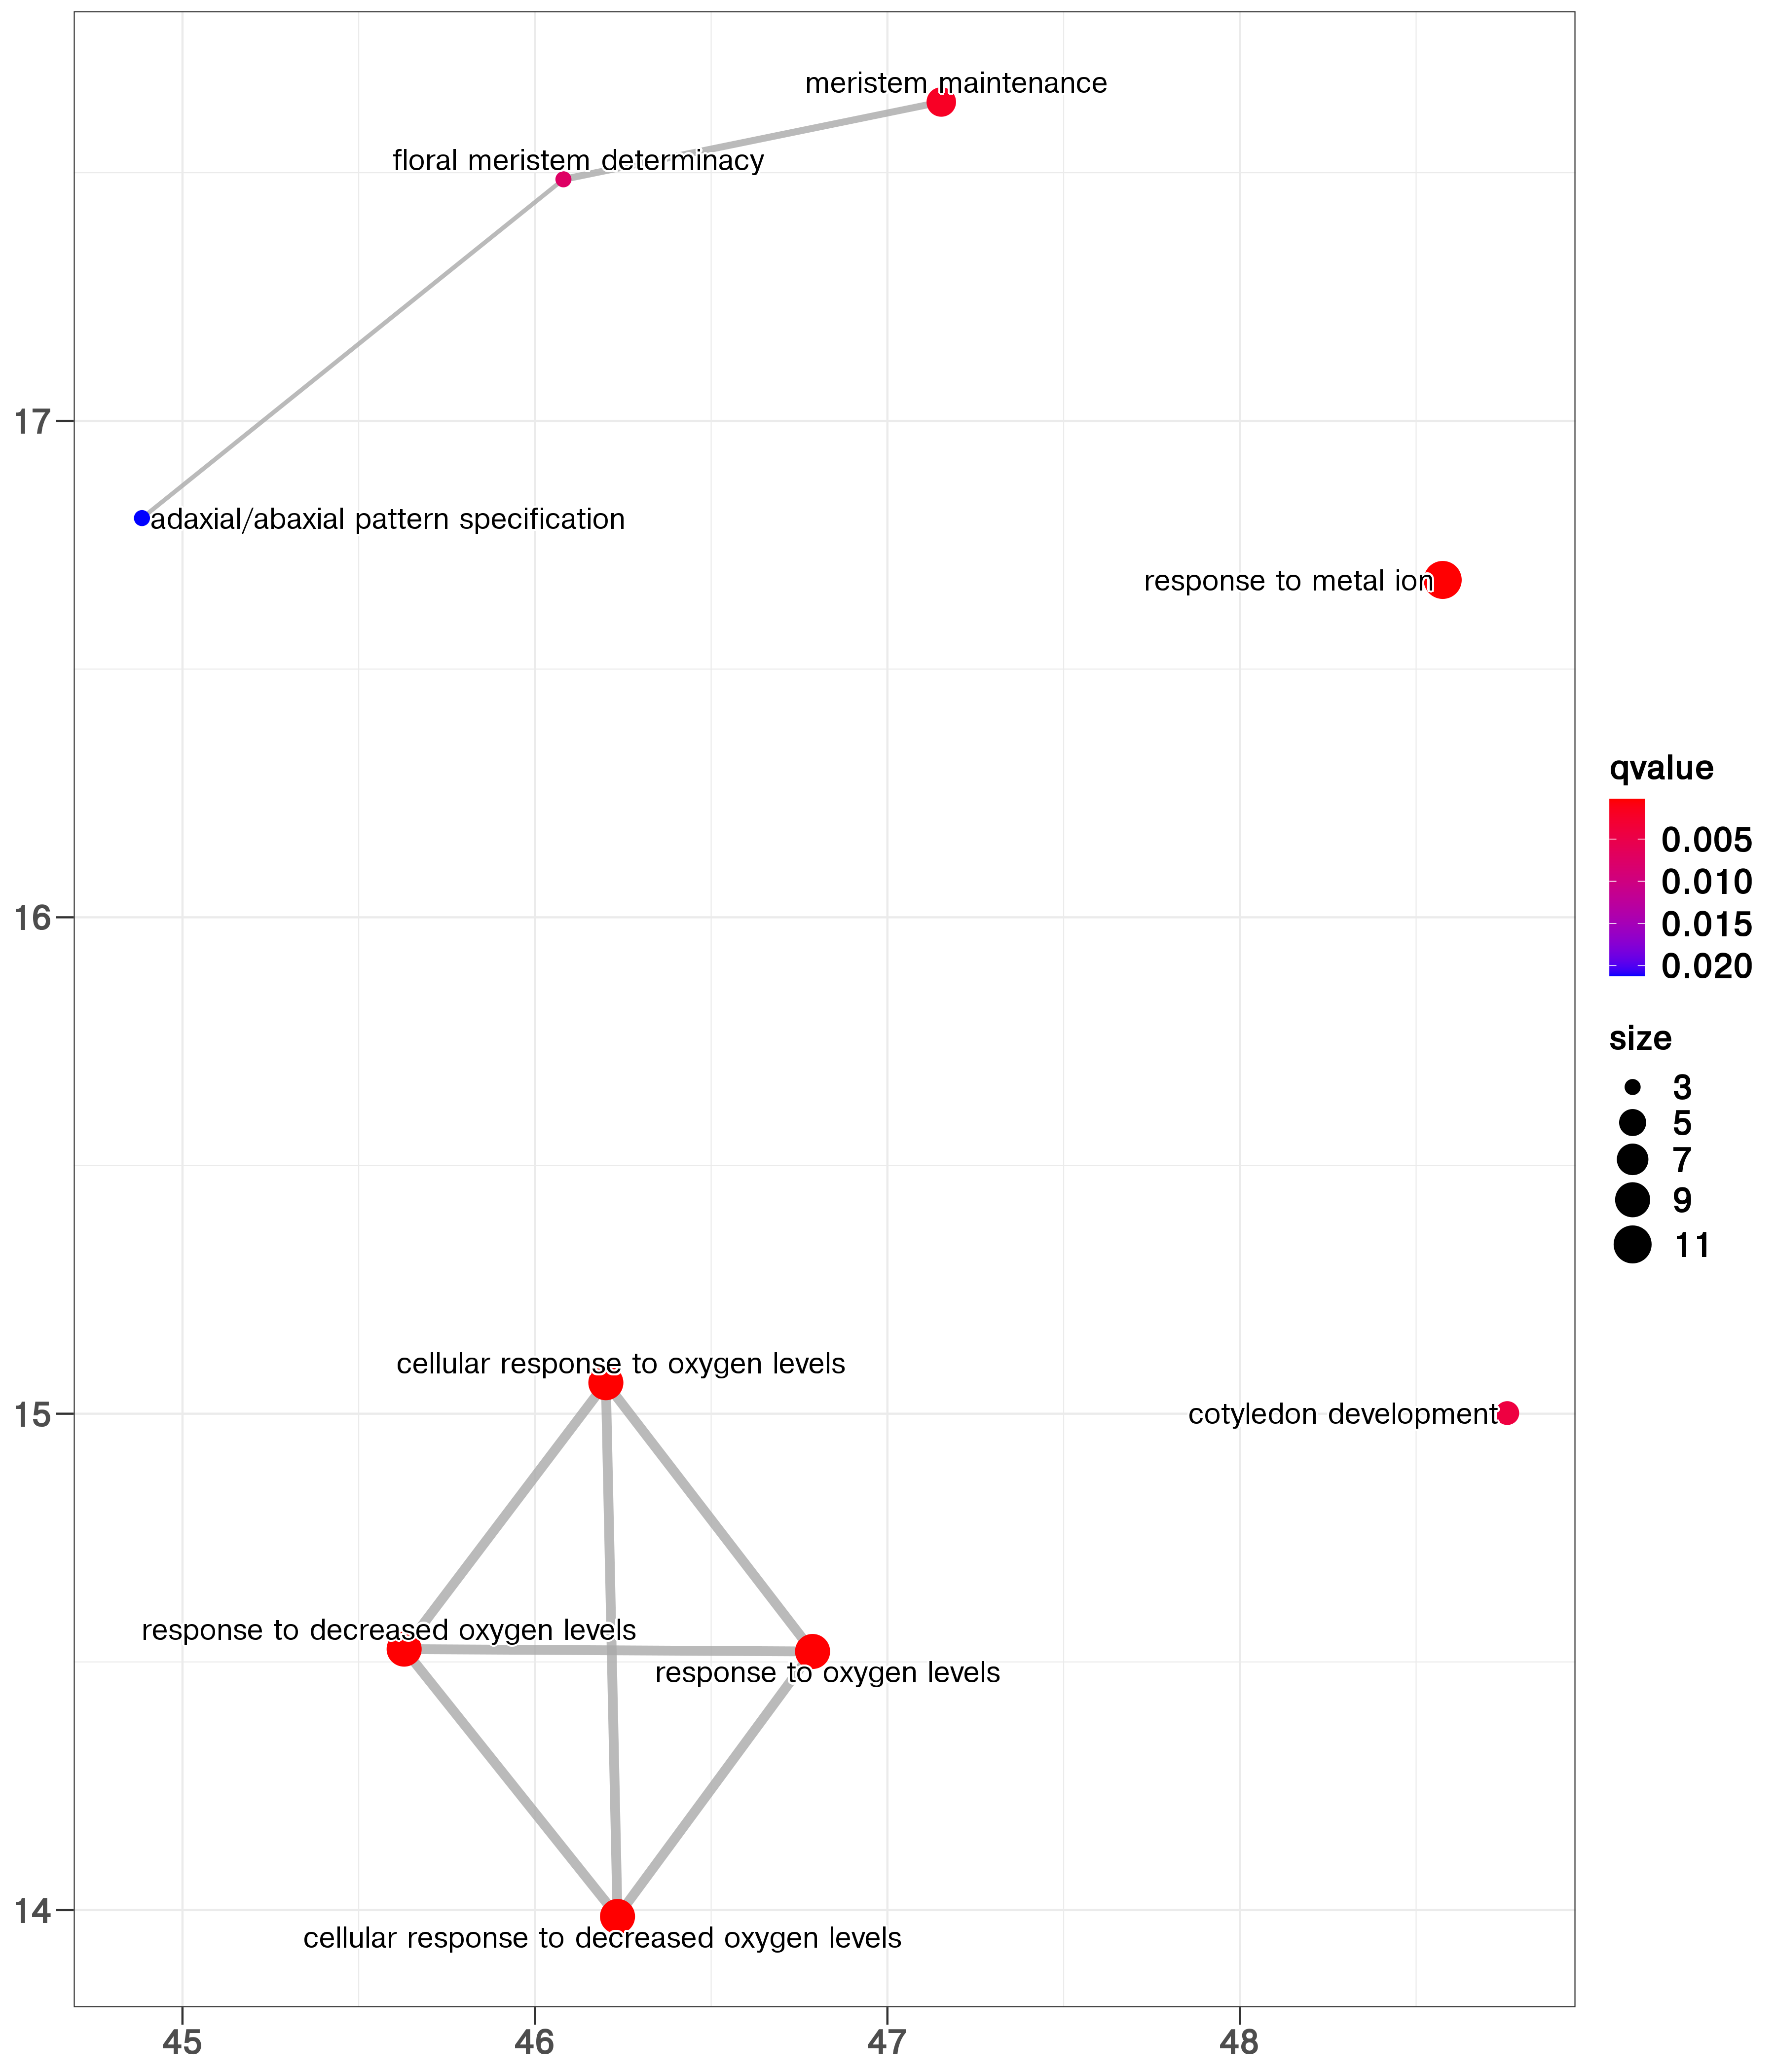 meristem maintenance
floral meristem determinacy
17
adaxial/abaxial pattern specification
response to metal ion
qvalue
0.005
0.010
0.015
0.020
16
size
3
5
7
9
11
cellular response to oxygen levels
15
cotyledon development
response to decreased oxygen levels
response to oxygen levels
14
cellular response to decreased oxygen levels
45 46 47 48